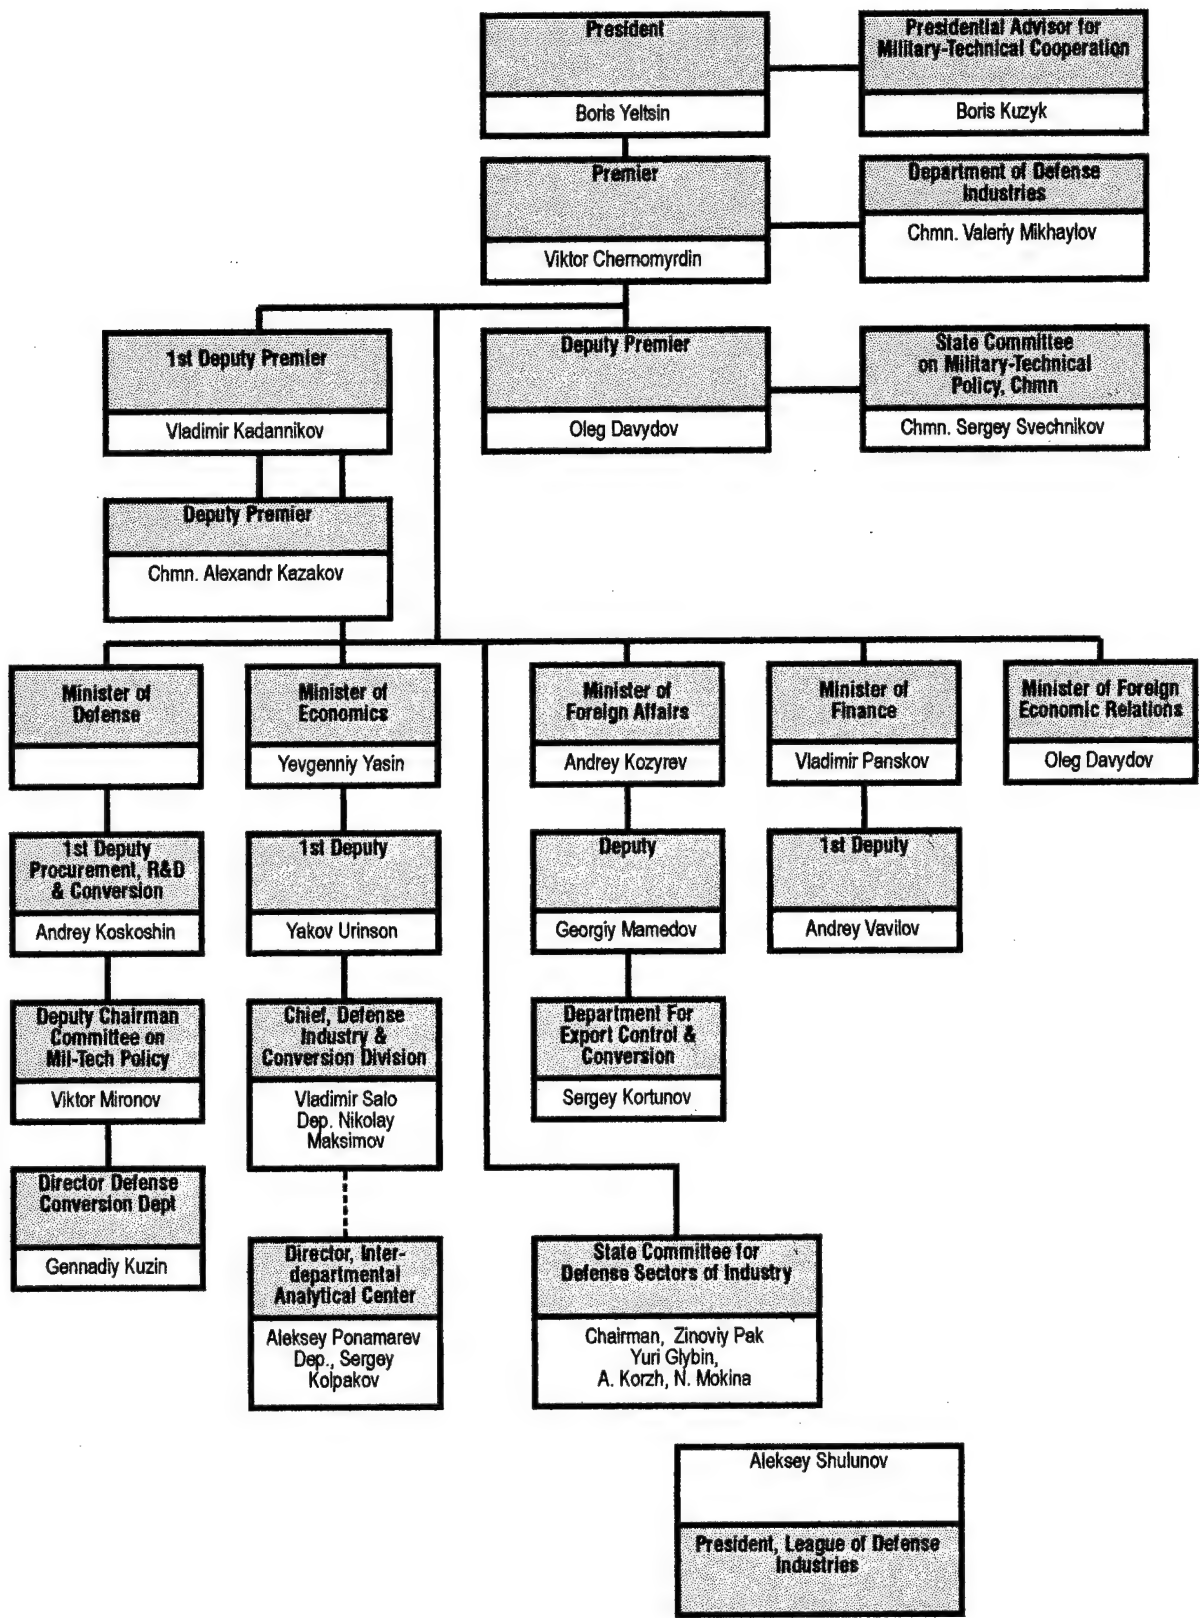 President
Boris Yeltsin
Presidential Advisor for
Military-Technical Cooperation
Boris Kuzyk
Premier
Viktor Chernomyrdin
Department of Defense
Industries
Chmn. Valeriy Mikhaylov
1st Deputy Premier
Vladimir Kadannikov
Deputy Premier
Oleg Davydov
State Committee
on Military-Technical
Policy, Chmn
Chmn. Sergey Svechnikov
Deputy Premier
Chmn. Alexandr Kazakov
Minister of
Defense
Minister of
Economics
Yevgenniy Yasin
Minister of
Foreign Affairs
Andrey Kozyrev
Minister of
Finance
Vladimir Panskov
Minister of Foreign
Economic Relations
Oleg Davydov
1st Deputy
Procurement, R&D
& Conversion
Andrey Koskoshin
1st Deputy
Yakov Urinson
Deputy
Georgiy Mamedov
1st Deputy
Andrey Vavilov
Deputy Chairman
Committee on
Mil-Tech Policy
Viktor Mironov
Chief, Defense
Industry &
Conversion Division
Vladimir Salo
Dep. Nikolay
Maksimov
Department For
Export Control &
Conversion
Sergey Kortunov
Director Defense
Conversion Dept
Gennadiy Kuzin
Director, Inter-
departmental
Analytical Center
Aleksey Ponamarev
Dep., Sergey
Kolpakov
State Committee for
Defense Sectors of Industry
Chairman, Zinoviy Pak
Yuri Glybin,
A. Korzh, N. Mokina
Aleksey Shulunov
President, League of Defense
Industries